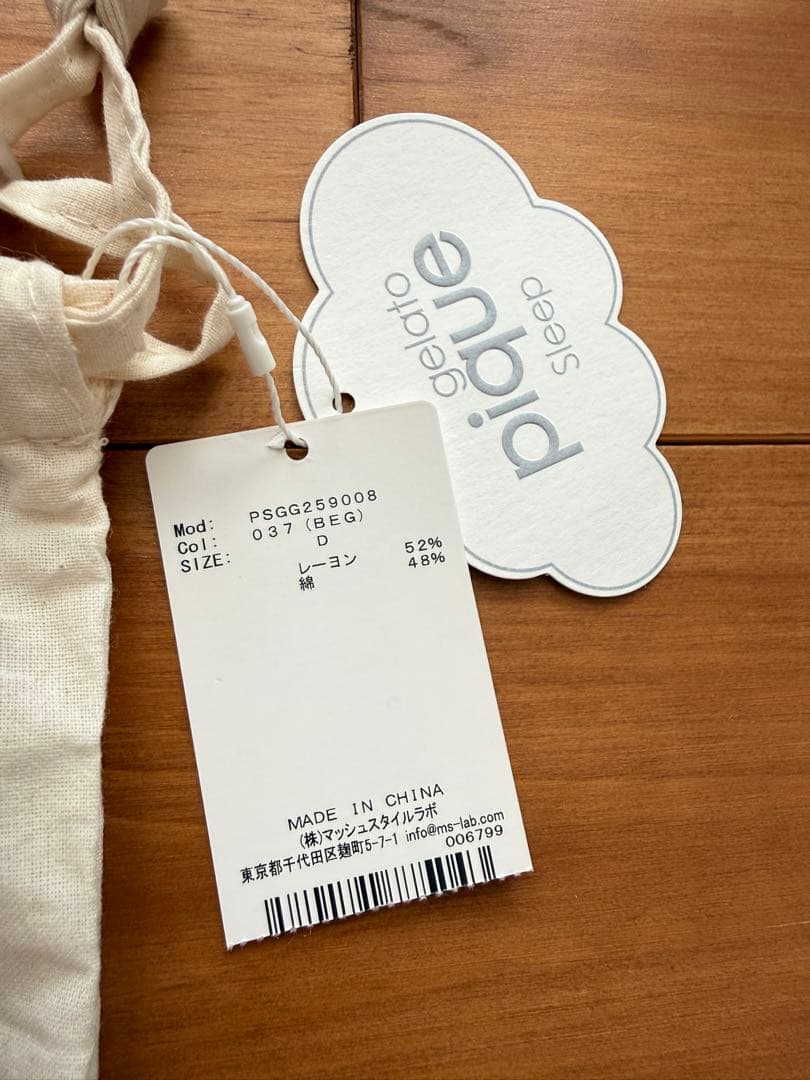 gelato
pique
Sleep
Mod: PSGG259008
Col: 037 (BEG)
SIZE: D
レーヨン 52%
綿 48%
MADE IN CHINA
(株)マッシュスタイルラボ
東京都千代田区麹町5-7-1 info@ms-lab.com
006799